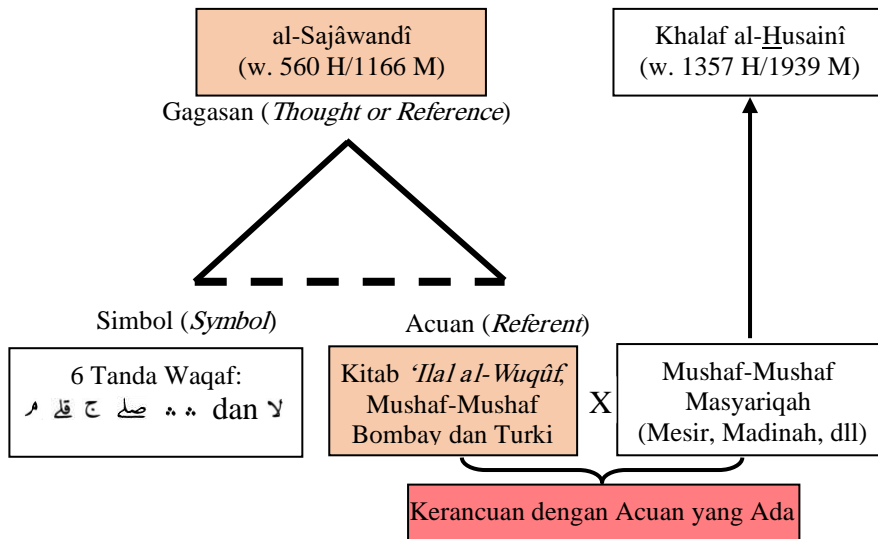 al-Sajâwandî
(w. 560 H/1166 M)
Khalaf al-Husainî
(w. 1357 H/1939 M)
Gagasan (Thought or Reference)
Simbol (Symbol)
Acuan (Referent)
6 Tanda Waqaf:
مـ قلے ج صلے ∴ ∴ dan لا
Kitab ‘Ilal al-Wuqûf,
Mushaf-Mushaf
Bombay dan Turki
X
Mushaf-Mushaf
Masyariqah
(Mesir, Madinah, dll)
Kerancuan dengan Acuan yang Ada